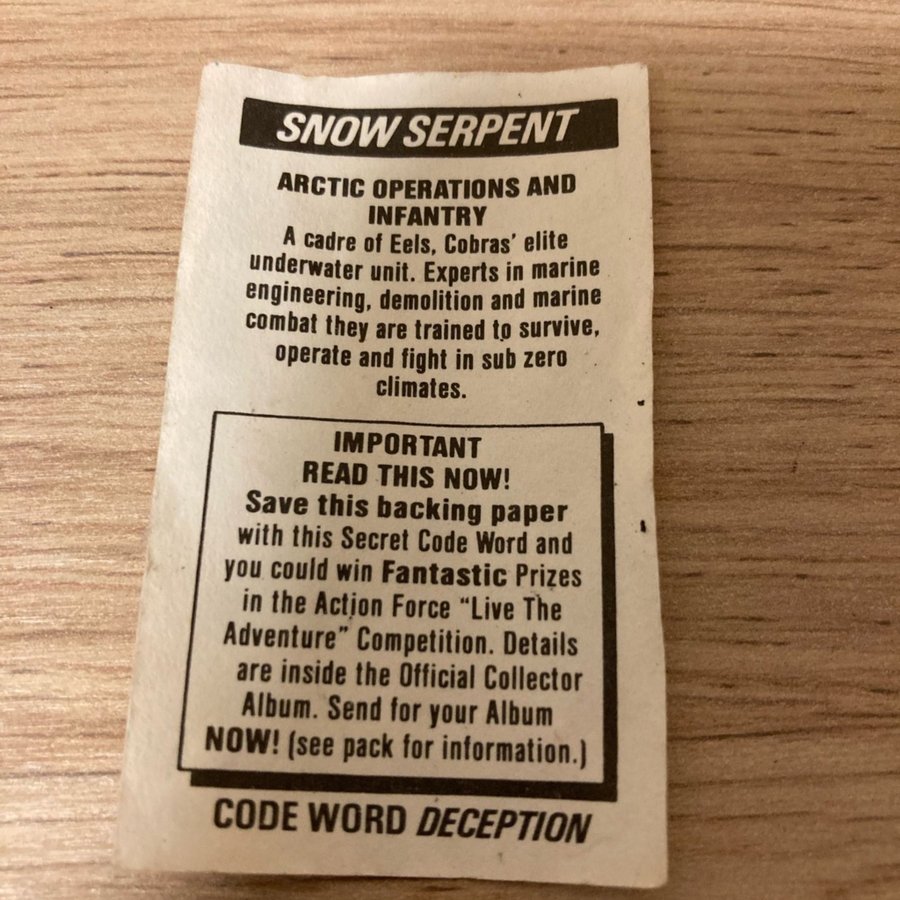 SNOW SERPENT
ARCTIC OPERATIONS AND
INFANTRY
A cadre of Eels, Cobras' elite
underwater unit. Experts in marine
engineering, demolition and marine
combat they are trained to survive,
operate and fight in sub zero
climates.
IMPORTANT
READ THIS NOW!
Save this backing paper
with this Secret Code Word and
you could win Fantastic Prizes
in the Action Force "Live The
Adventure" Competition. Details
are inside the Official Collector
Album. Send for your Album
NOW! (see pack for information.)
CODE WORD DECEPTION